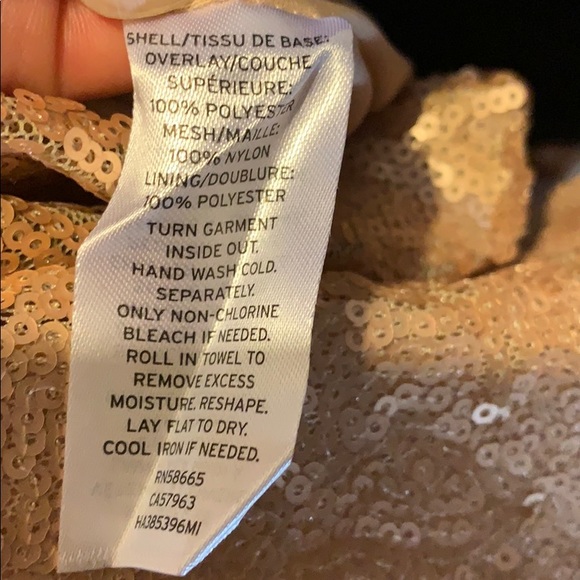 SHELL/TISSU DE BASE:
OVERLAY/COUCHE
SUPÉRIEURE:
100% POLYESTER
MESH/MAILLE:
100% NYLON
LINING/DOUBLURE:
100% POLYESTER
TURN GARMENT
INSIDE OUT.
HAND WASH COLD.
SEPARATELY.
ONLY NON-CHLORINE
BLEACH IF NEEDED.
ROLL IN TOWEL TO
REMOVE EXCESS
MOISTURE. RESHAPE.
LAY FLAT TO DRY.
COOL IRON IF NEEDED.
RN58665
CA57963
HA385396MI